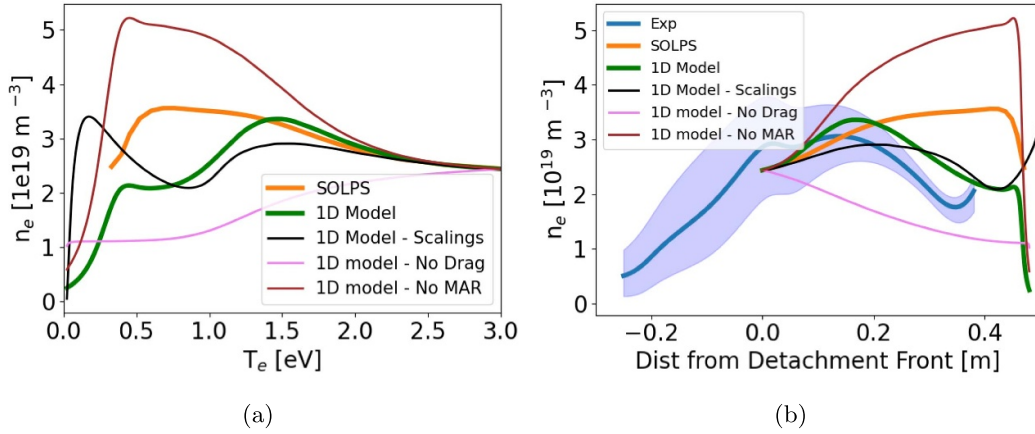 5
4
3
2
1
0
n_e [1e19 m^-3]
0.0 0.5 1.0 1.5 2.0 2.5 3.0
T_e [eV]
SOLPS
1D Model
1D Model - Scalings
1D model - No Drag
1D model - No MAR
(a)
5
4
3
2
1
0
n_e [10^19 m^-3]
−0.2 0.0 0.2 0.4
Dist from Detachment Front [m]
Exp
SOLPS
1D Model
1D Model - Scalings
1D model - No Drag
1D model - No MAR
(b)